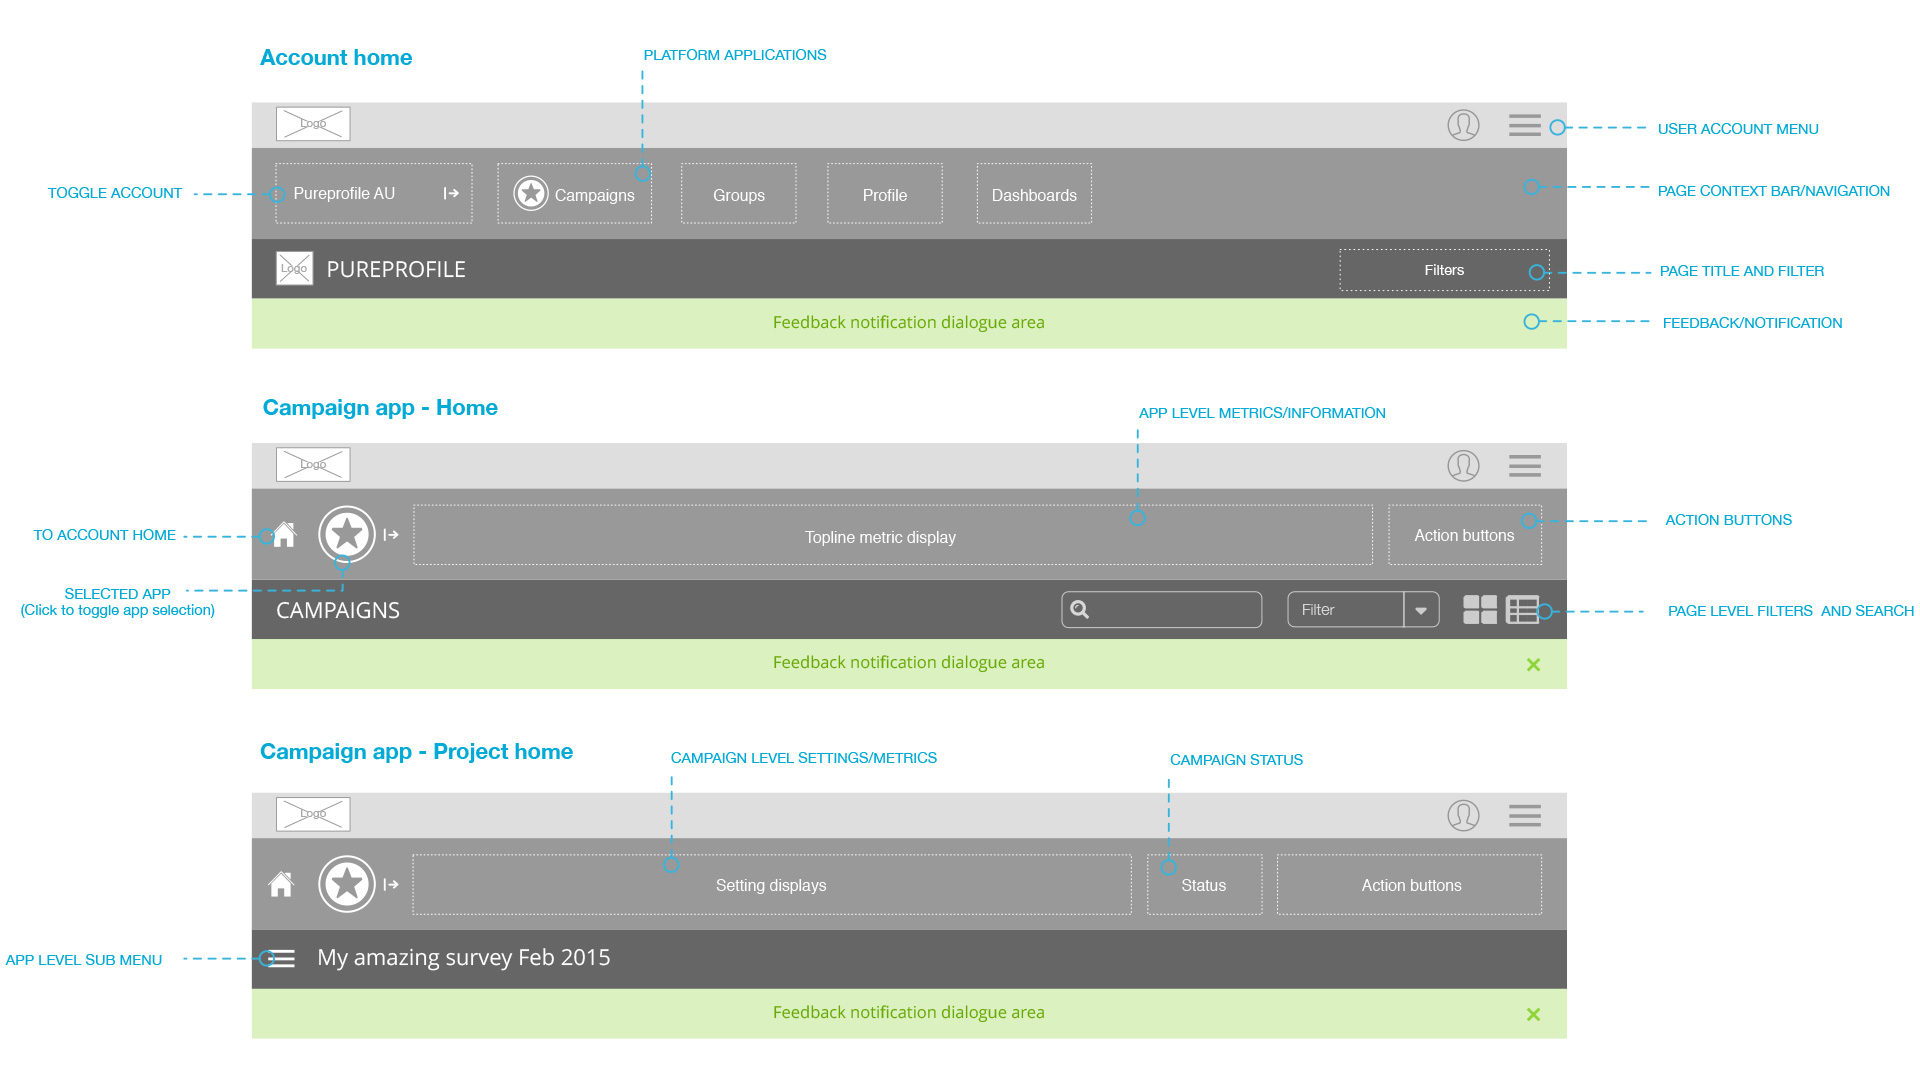 Account home
PLATFORM APPLICATIONS
Logo
USER ACCOUNT MENU
TOGGLE ACCOUNT
Pureprofile AU
Campaigns
Groups
Profile
Dashboards
PAGE CONTEXT BAR/NAVIGATION
Logo
PUREPROFILE
Filters
PAGE TITLE AND FILTER
Feedback notification dialogue area
FEEDBACK/NOTIFICATION
Campaign app - Home
APP LEVEL METRICS/INFORMATION
Logo
TO ACCOUNT HOME
Topline metric display
Action buttons
ACTION BUTTONS
SELECTED APP
(Click to toggle app selection)
CAMPAIGNS
Filter
PAGE LEVEL FILTERS AND SEARCH
Feedback notification dialogue area
Campaign app - Project home
CAMPAIGN LEVEL SETTINGS/METRICS
CAMPAIGN STATUS
Logo
Setting displays
Status
Action buttons
APP LEVEL SUB MENU
My amazing survey Feb 2015
Feedback notification dialogue area